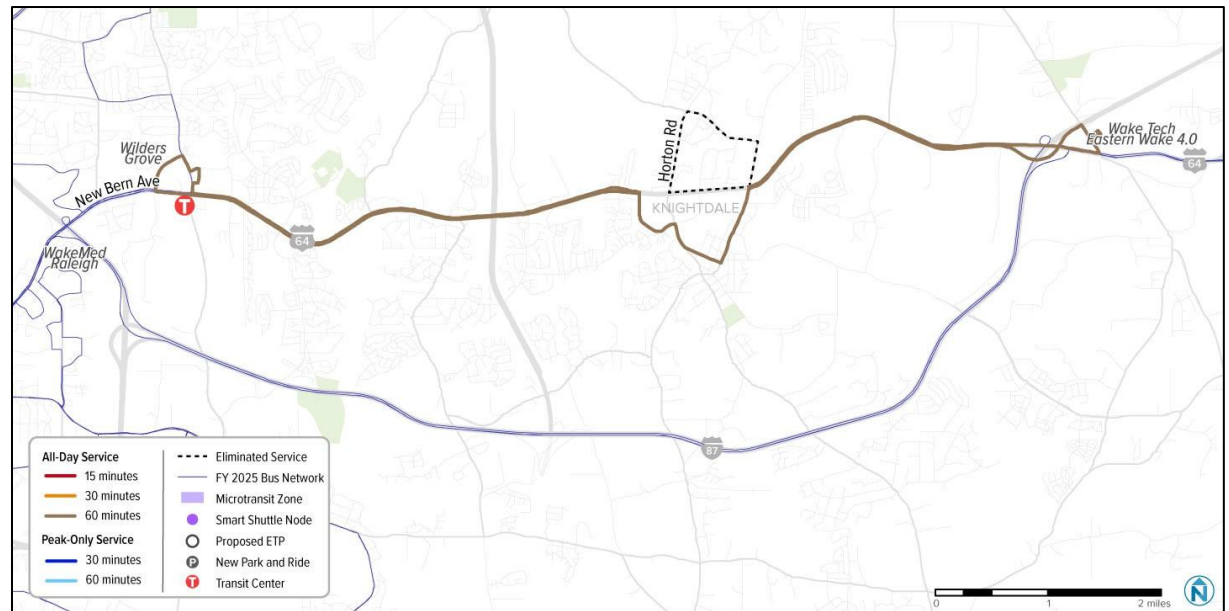 Horton Rd
Wake Tech
Eastern Wake 4.0
64
Wilders
Grove
New Bern Ave
T
KNIGHTDALE
64
WakeMed
Raleigh
87
All-Day Service
15 minutes
30 minutes
60 minutes
Peak-Only Service
30 minutes
60 minutes
Eliminated Service
FY 2025 Bus Network
Microtransit Zone
Smart Shuttle Node
Proposed ETP
P New Park and Ride
T Transit Center
0 1 2 miles
N